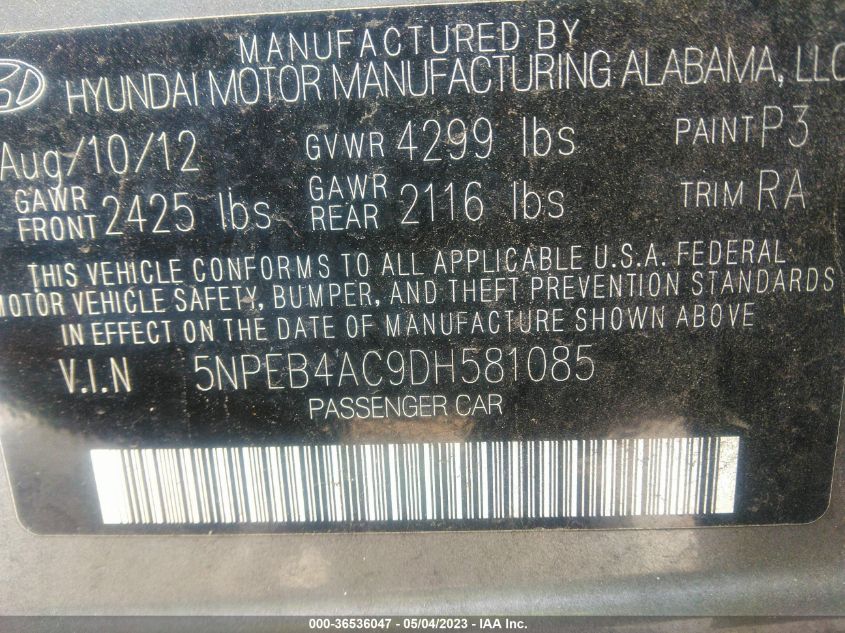 MANUFACTURED BY
HYUNDAI MOTOR MANUFACTURING ALABAMA, LLC
Aug/10/12 GVWR 4299 lbs PAINT P3
GAWR FRONT 2425 lbs GAWR REAR 2116 lbs TRIM RA
THIS VEHICLE CONFORMS TO ALL APPLICABLE U.S.A. FEDERAL
MOTOR VEHICLE SAFETY, BUMPER, AND THEFT PREVENTION STANDARDS
IN EFFECT ON THE DATE OF MANUFACTURE SHOWN ABOVE
V.I.N 5NPEB4AC9DH581085
PASSENGER CAR
000-36536047 - 05/04/2023 - IAA Inc.